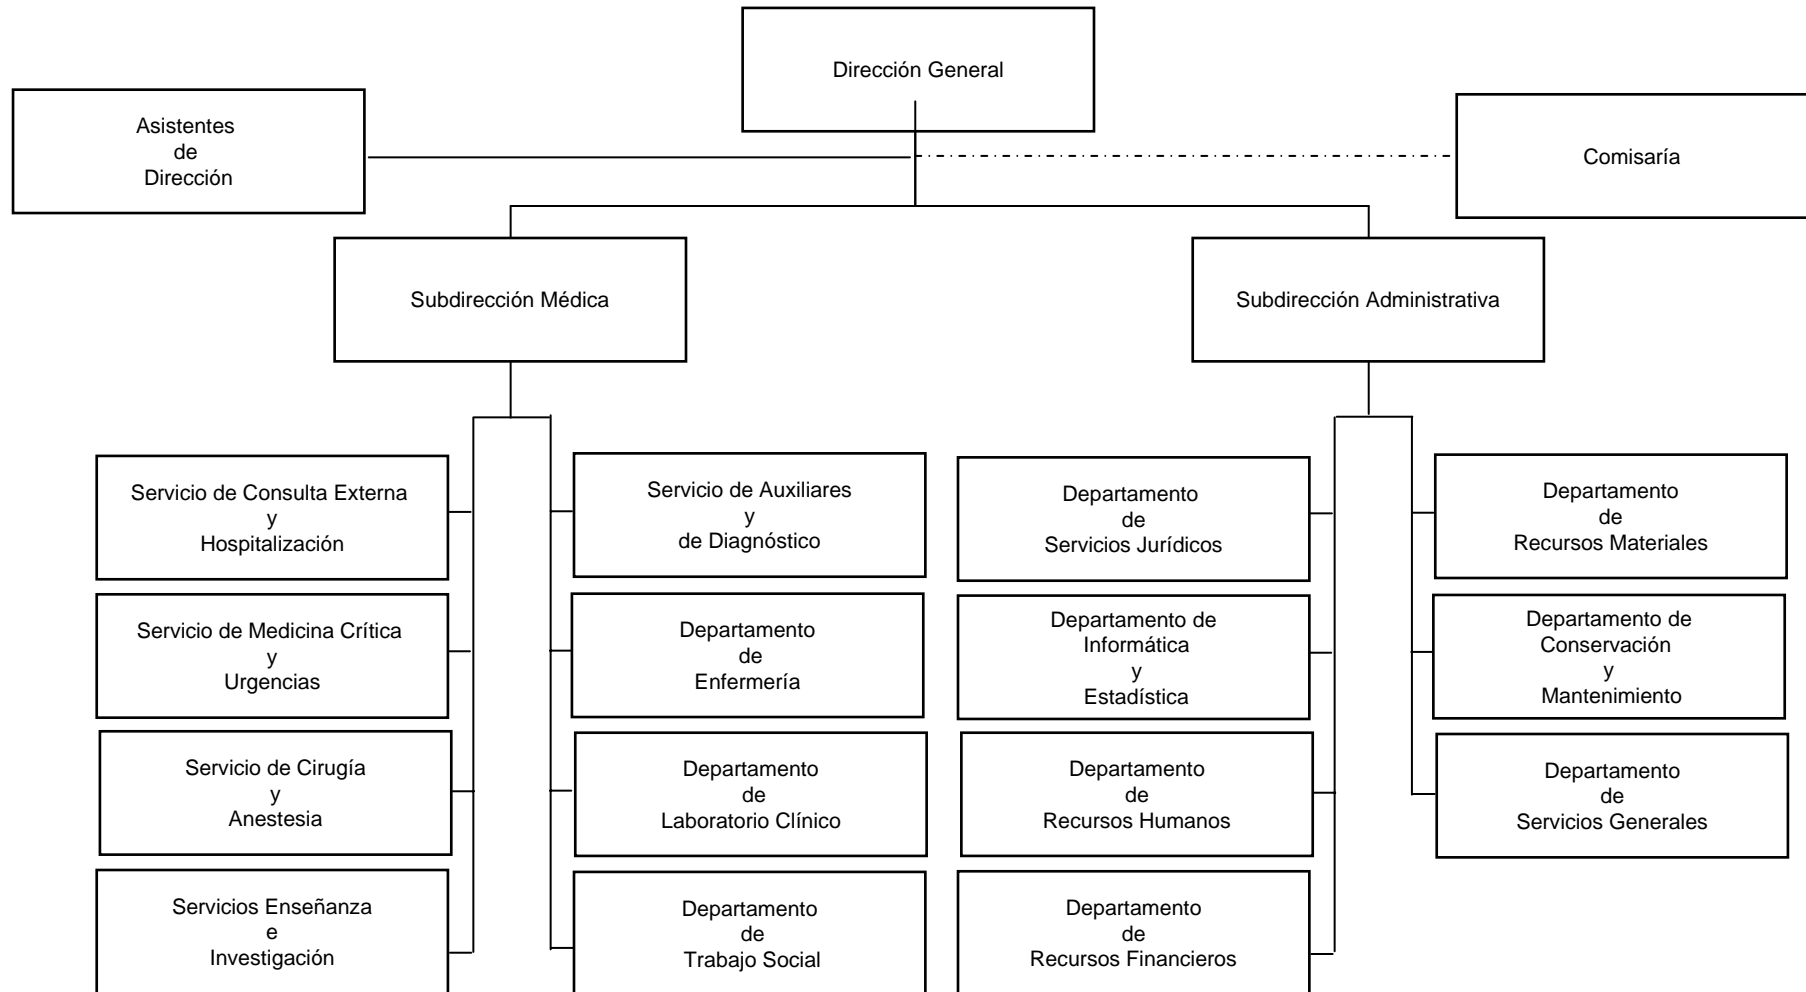 Dirección General
Asistentes
de
Dirección
Comisaría
Subdirección Médica
Subdirección Administrativa
Servicio de Consulta Externa
y
Hospitalización
Servicio de Auxiliares
y
de Diagnóstico
Departamento
de
Servicios Jurídicos
Departamento
de
Recursos Materiales
Servicio de Medicina Crítica
y
Urgencias
Departamento
de
Enfermería
Departamento de
Informática
y
Estadística
Departamento de
Conservación
y
Mantenimiento
Servicio de Cirugía
y
Anestesia
Departamento
de
Laboratorio Clínico
Departamento
de
Recursos Humanos
Departamento
de
Servicios Generales
Servicios Enseñanza
e
Investigación
Departamento
de
Trabajo Social
Departamento
de
Recursos Financieros